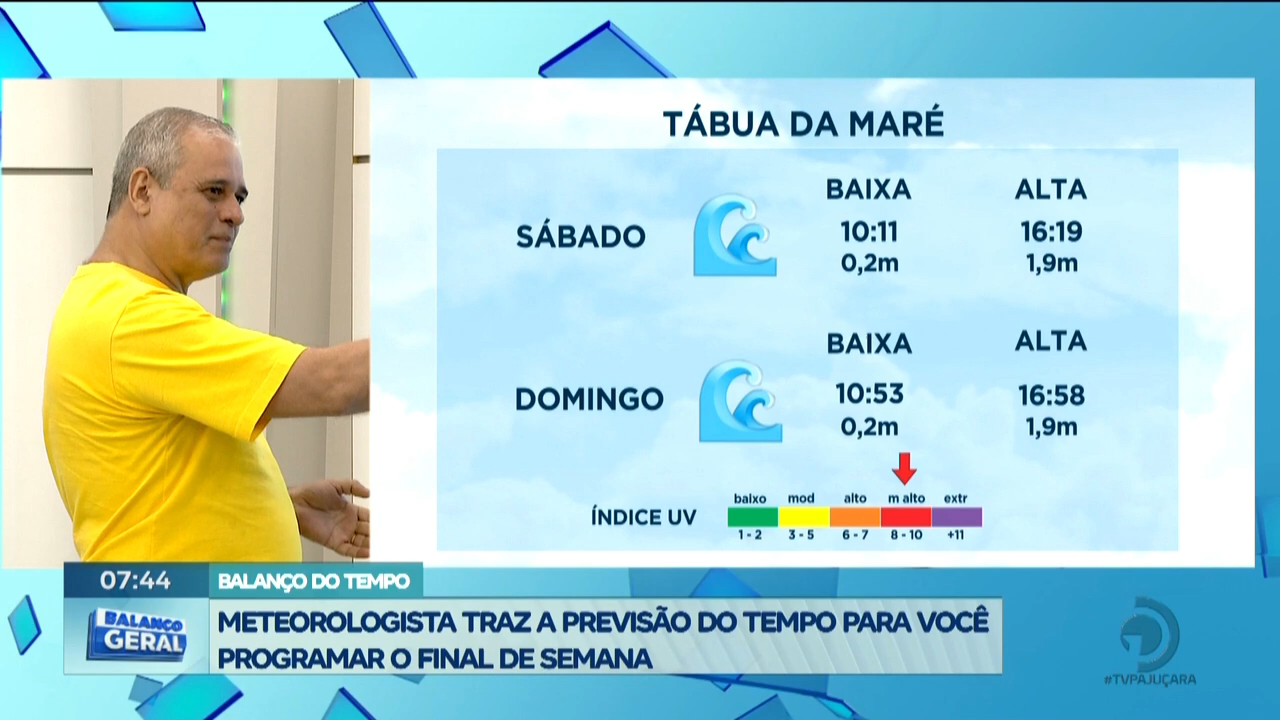 TÁBUA DA MARÉ
BAIXA ALTA
SÁBADO 10:11 16:19
0,2m 1,9m
BAIXA ALTA
DOMINGO 10:53 16:58
0,2m 1,9m
baixo mod alto m alto extr
ÍNDICE UV
1 - 2 3 - 5 6 - 7 8 - 10 +11
07:44 BALANÇO DO TEMPO
BALANÇO
GERAL
METEOROLOGISTA TRAZ A PREVISÃO DO TEMPO PARA VOCÊ
PROGRAMAR O FINAL DE SEMANA
#TVPAJUÇARA